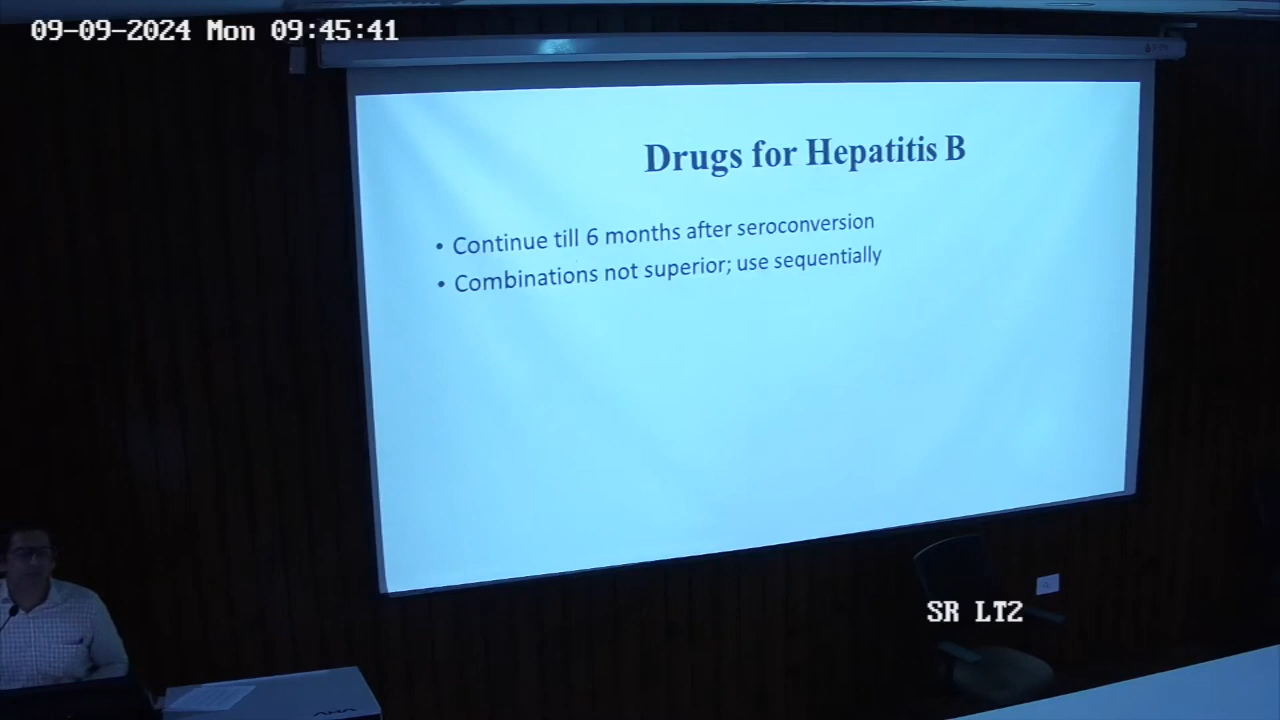 09-09-2024 Mon 09:45:41
Drugs for Hepatitis B
• Continue till 6 months after seroconversion
• Combinations not superior; use sequentially
SR LT2